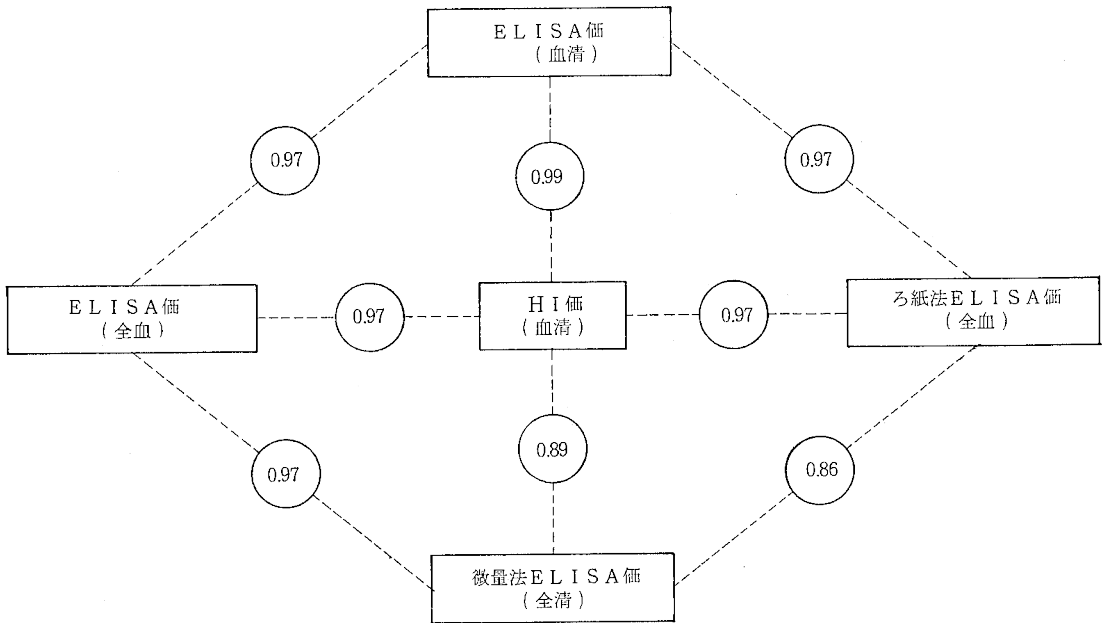 ELISA価
(血清)
0.97
0.99
0.97
ELISA価
(全血)
0.97
HI価
(血清)
0.97
ろ紙法ELISA価
(全血)
0.97
0.89
0.86
微量法ELISA価
(全清)